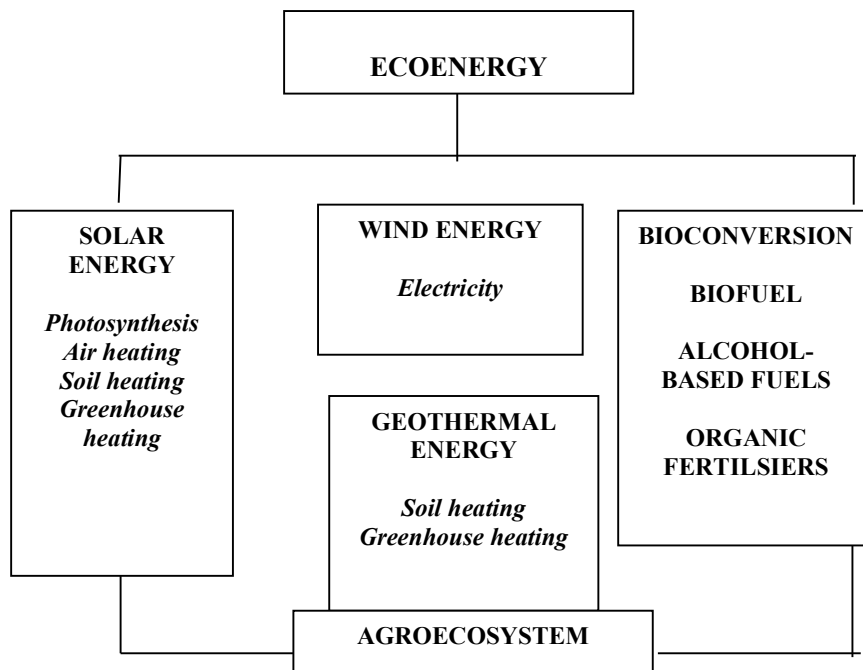 ECOENERGY
SOLAR
ENERGY
Photosynthesis
Air heating
Soil heating
Greenhouse
heating
WIND ENERGY
Electricity
GEOTHERMAL
ENERGY
Soil heating
Greenhouse heating
BIOCONVERSION
BIOFUEL
ALCOHOL-
BASED FUELS
ORGANIC
FERTILSIERS
AGROECOSYSTEM